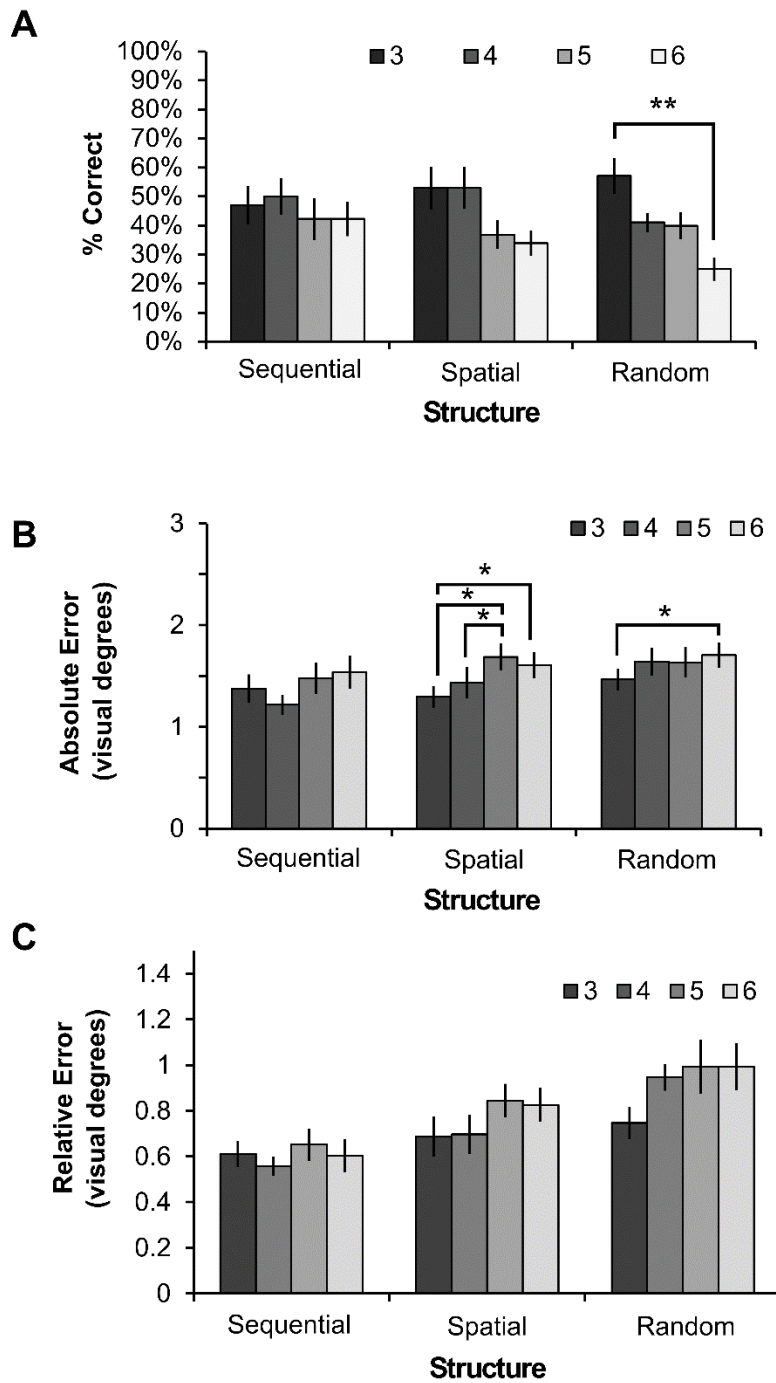 A
100%
90%
80%
70%
60%
50%
40%
30%
20%
10%
0%
% Correct
3 4 5 6
**
Sequential Spatial Random
Structure
B
3
2
1
0
Absolute Error
(visual degrees)
3 4 5 6
*
*
*
*
Sequential Spatial Random
Structure
C
1.4
1.2
1
0.8
0.6
0.4
0.2
0
Relative Error
(visual degrees)
3 4 5 6
Sequential Spatial Random
Structure